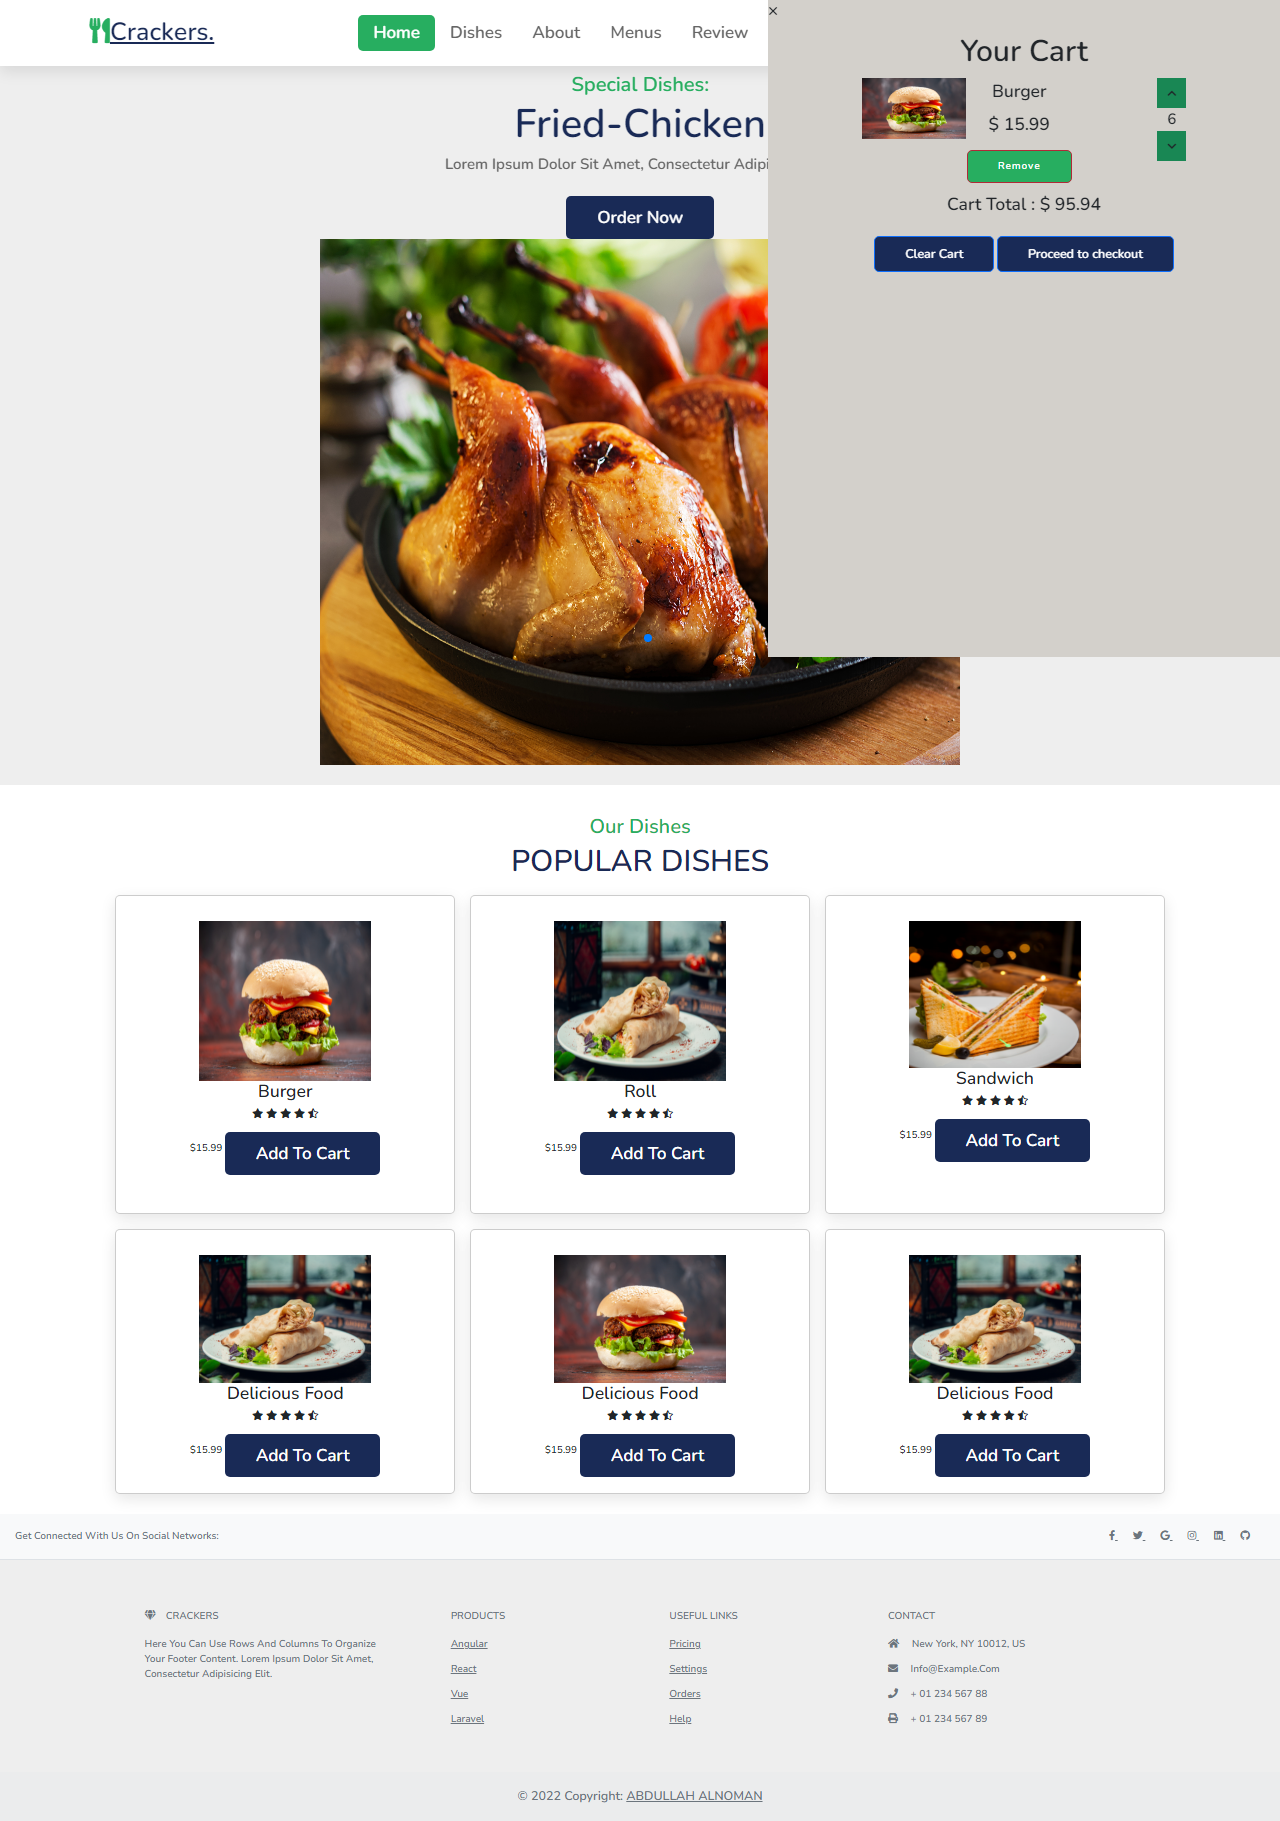 Crackers.
Home Dishes About Menus Review
×
Your Cart
Burger
$ 15.99
6
Remove
Cart Total : $ 95.94
Clear Cart Proceed to checkout
Special Dishes:
Fried-Chicken
Lorem Ipsum Dolor Sit Amet, Consectetur
Order Now
Our Dishes
POPULAR DISHES
Burger
$15.99 Add To Cart
Roll
$15.99 Add To Cart
Sandwich
$15.99 Add To Cart
Delicious Food
$15.99 Add To Cart
Delicious Food
$15.99 Add To Cart
Delicious Food
$15.99 Add To Cart
Get Connected With Us On Social Networks:
CRACKERS
Here You Can Use Rows And Columns To Organize
Your Footer Content. Lorem Ipsum Dolor Sit Amet,
Consectetur Adipisicing Elit.
PRODUCTS
Angular
React
Vue
Laravel
USEFUL LINKS
Pricing
Settings
Orders
Help
CONTACT
New York, NY 10012, US
Info@Example.Com
+ 01 234 567 88
+ 01 234 567 89
© 2022 Copyright: ABDULLAH ALNOMAN